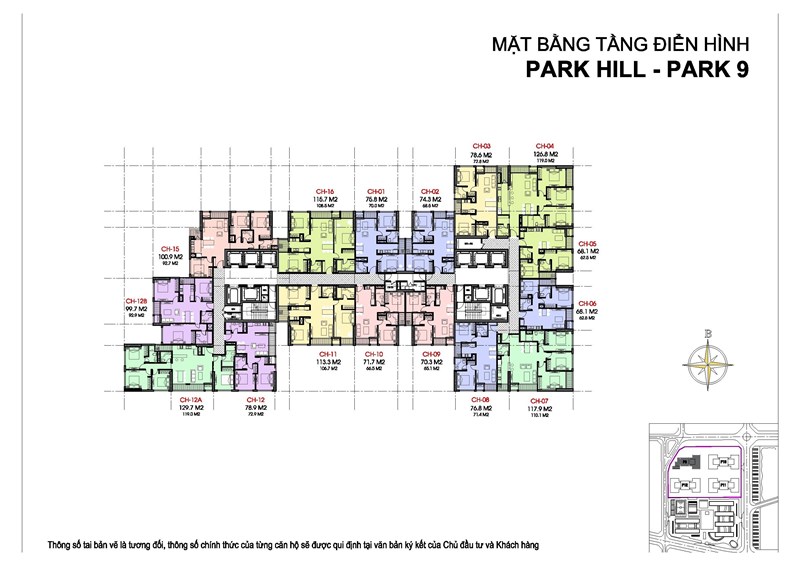 MẶT BẰNG TẦNG ĐIỂN HÌNH
PARK HILL - PARK 9
CH-03
78.6 M2
72.8 M2
CH-04
126.8 M2
119.0 M2
CH-16
115.7 M2
108.5 M2
CH-01
75.8 M2
70.3 M2
CH-02
74.3 M2
68.8 M2
CH-15
100.9 M2
92.7 M2
CH-05
68.1 M2
62.8 M2
CH-12B
99.7 M2
92.9 M2
CH-06
68.1 M2
62.8 M2
CH-11
113.3 M2
106.7 M2
CH-10
71.7 M2
66.5 M2
CH-09
70.3 M2
65.1 M2
CH-12A
129.7 M2
119.3 M2
CH-12
78.9 M2
72.9 M2
CH-08
76.8 M2
71.4 M2
CH-07
117.9 M2
110.1 M2
B
Thông số tại bản vẽ là tương đối, thông số chính thức của từng căn hộ sẽ được qui định tại văn bản ký kết của Chủ đầu tư và Khách hàng